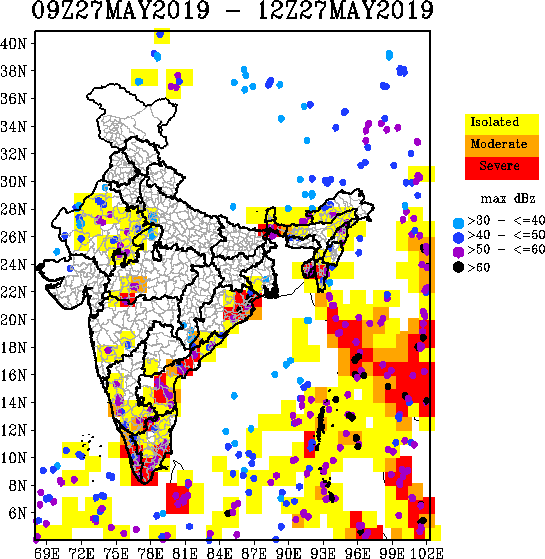 09Z27MAY2019 - 12Z27MAY2019
40N
38N
36N
34N
32N
30N
28N
26N
24N
22N
20N
18N
16N
14N
12N
10N
8N
6N
69E 72E 75E 78E 81E 84E 87E 90E 93E 96E 99E 102E
Isolated
Moderate
Severe
max dBz
>30 - <=40
>40 - <=50
>50 - <=60
>60